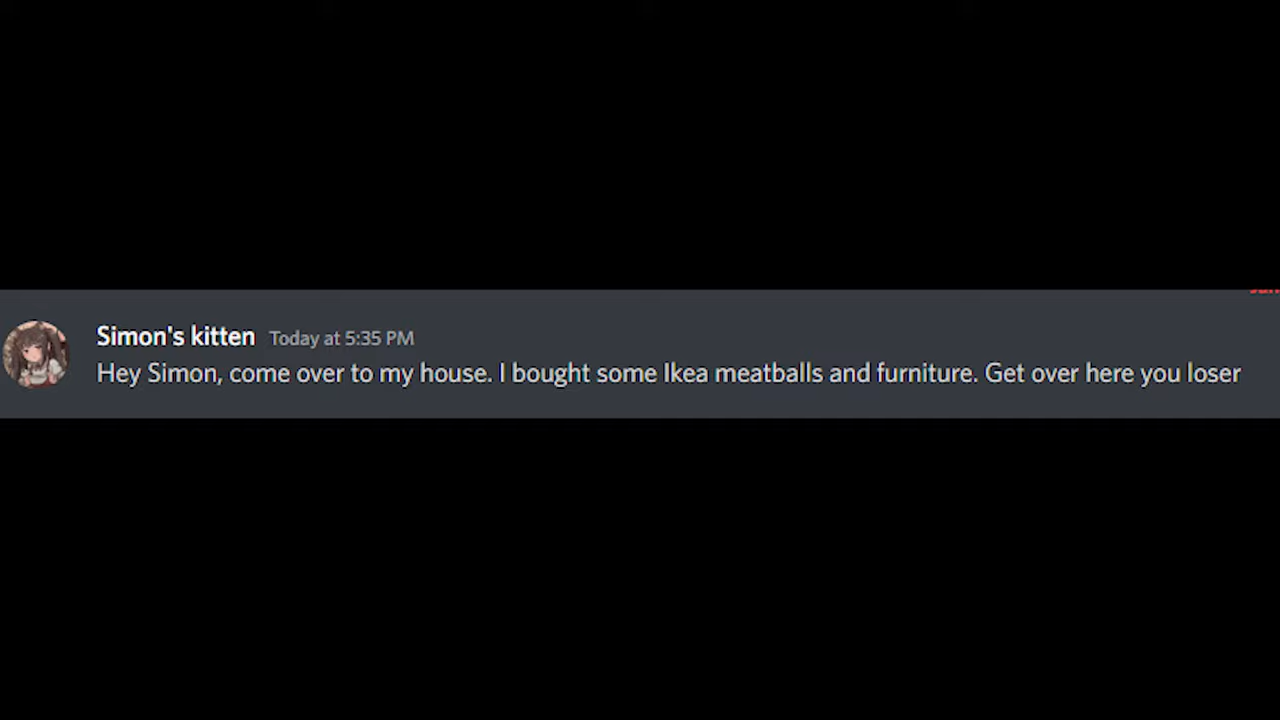 Simon's kitten Today at 5:35 PM
Hey Simon, come over to my house. I bought some Ikea meatballs and furniture. Get over here you loser